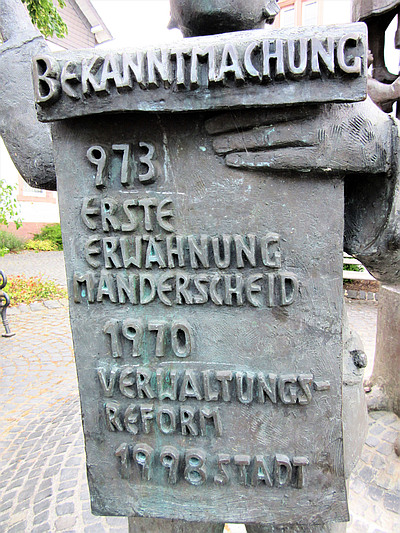 BEKANNTMACHUNG
973
ERSTE
ERWÄHNUNG
MANDERSCHEID
1970
VERWALTUNGS-
REFORM
1998 STADT